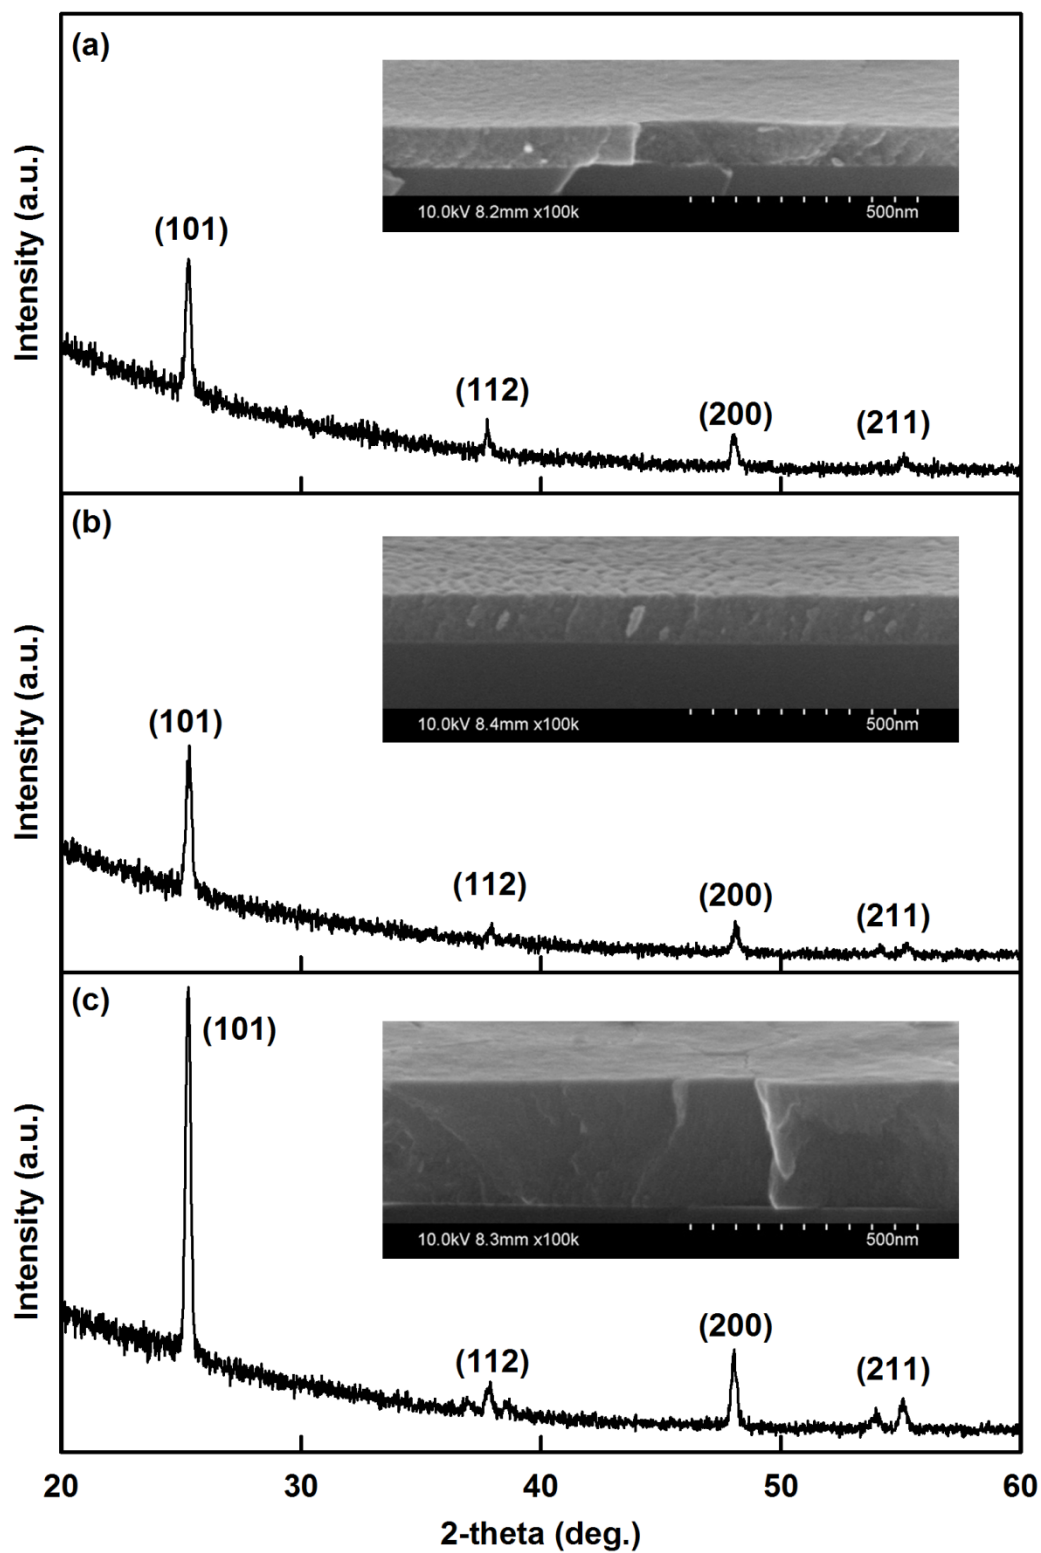 (a)
Intensity (a.u.)
10.0kV 8.2mm x100k
500nm
(101)
(112)
(200)
(211)
(b)
Intensity (a.u.)
10.0kV 8.4mm x100k
500nm
(101)
(112)
(200)
(211)
(c)
Intensity (a.u.)
(101)
10.0kV 8.3mm x100k
500nm
(112)
(200)
(211)
20
30
40
50
60
2-theta (deg.)